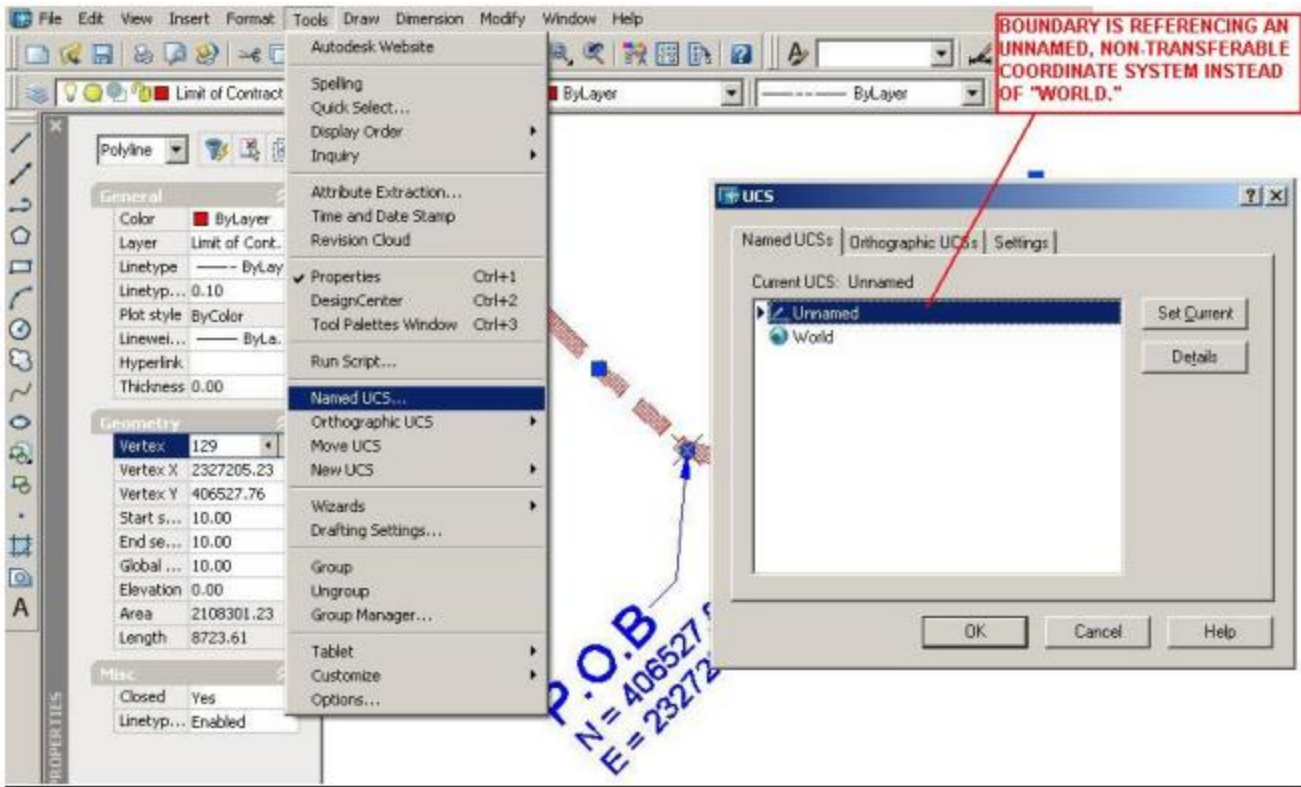 File Edit View Insert Format Tools Draw Dimension Modify Window Help
BOUNDARY IS REFERENCING AN
UNNAMED, NON-TRANSFERABLE
COORDINATE SYSTEM INSTEAD
OF "WORLD."
A
Limit of Contract
ByLayer
ByLayer
Autodesk Website
Spelling
Quick Select...
Display Order
Inquiry
Attribute Extraction...
Time and Date Stamp
Revision Cloud
Properties Ctrl+1
DesignCenter Ctrl+2
Tool Palettes Window Ctrl+3
Run Script...
Named UCS...
Orthographic UCS
Move UCS
New UCS
Wizards
Drafting Settings...
Group
Ungroup
Group Manager...
Tablet
Customize
Options...
Polyline
General
Color ByLayer
Layer Limit of Cont.
Linetype ByLay
Linetyp... 0.10
Plot style ByColor
Linewei... ByLa.
Hyperlink
Thickness 0.00
Geometry
Vertex 129
Vertex X 2327205.23
Vertex Y 406527.76
Start s... 10.00
End se... 10.00
Global ... 10.00
Elevation 0.00
Area 2108301.23
Length 8723.61
Misc
Closed Yes
Linetyp... Enabled
PROPERTIES
A
UCS
Named UCSs Orthographic UCSs Settings
Current UCS: Unnamed
Unnamed
World
Set Current
Details
OK Cancel Help
P.O.B
N = 406527.
E = 23272